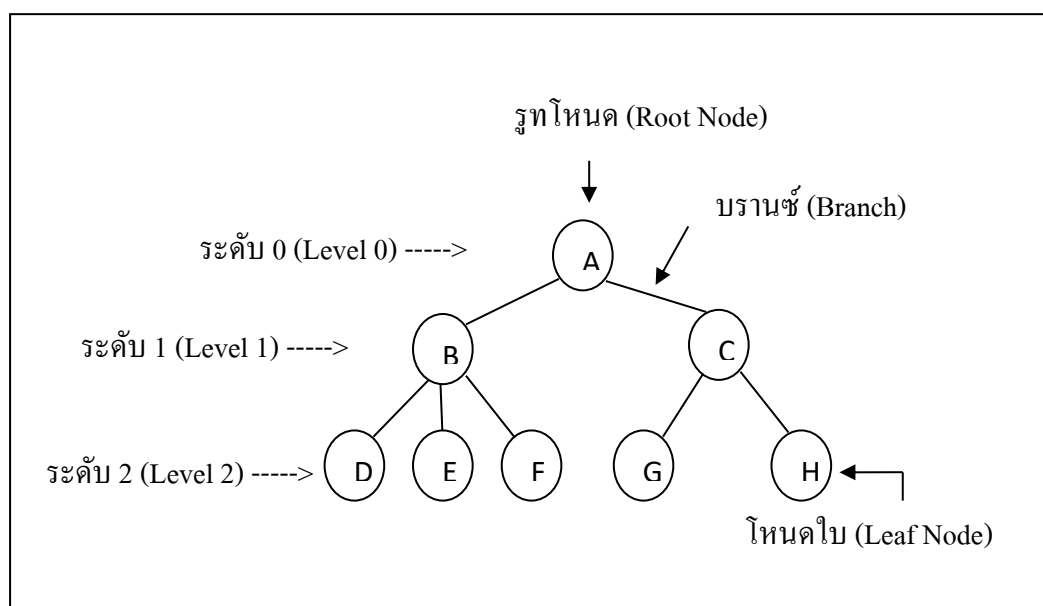 รูทโหนด (Root Node)
บรานซ์ (Branch)
ระดับ 0 (Level 0) ----->
A
ระดับ 1 (Level 1) ----->
B
C
ระดับ 2 (Level 2) ----->
D
E
F
G
H
โหนดใบ (Leaf Node)